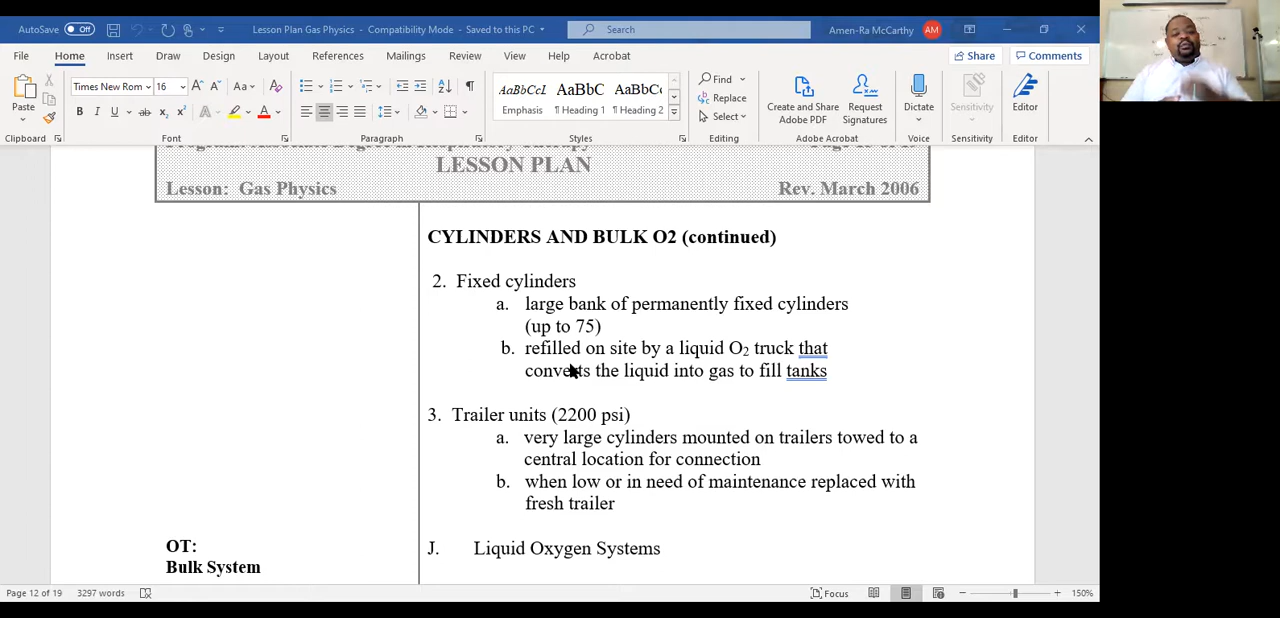 AutoSave Off Lesson Plan Gas Physics - Compatibility Mode - Saved to this PC Search Amen-Ra McCarthy AM
File Home Insert Draw Design Layout References Mailings Review View Help Acrobat Share Comments
Paste Times New Rom 16 Aa AaBbCcI AaBbC AaBbCc Find Replace Select Create and Share Adobe PDF Request Signatures Dictate Sensitivity Editor
Emphasis ¶ Heading 1 ¶ Heading 2
Clipboard Font Paragraph Styles Editing Adobe Acrobat Voice Sensitivity Editor
LESSON PLAN
Lesson: Gas Physics Rev. March 2006
CYLINDERS AND BULK O2 (continued)
2. Fixed cylinders
a. large bank of permanently fixed cylinders
(up to 75)
b. refilled on site by a liquid O2 truck that
converts the liquid into gas to fill tanks
3. Trailer units (2200 psi)
a. very large cylinders mounted on trailers towed to a
central location for connection
b. when low or in need of maintenance replaced with
fresh trailer
OT:
Bulk System
J. Liquid Oxygen Systems
Page 12 of 19 3297 words Focus 150%